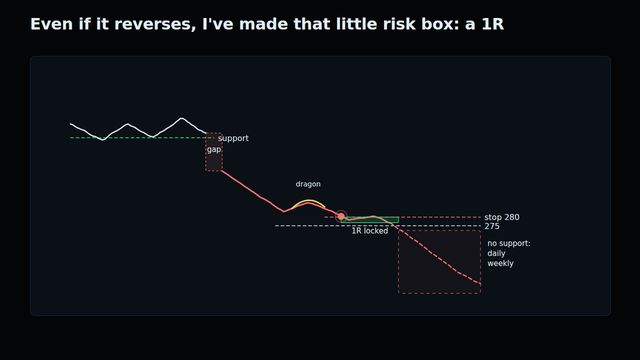 Even if it reverses, I've made that little risk box: a 1R
support
gap
dragon
stop 280
275
1R locked
no support:
daily
weekly